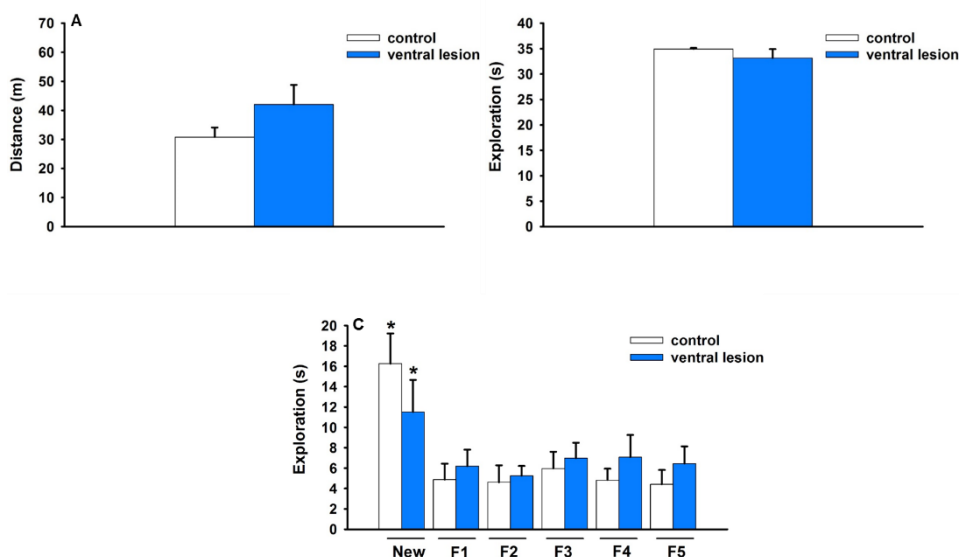 A
70
60
50
40
30
20
10
0
Distance (m)
control
ventral lesion
40
35
30
25
20
15
10
5
0
Exploration (s)
control
ventral lesion
C
20
18
16
14
12
10
8
6
4
2
0
Exploration (s)
*
*
control
ventral lesion
New F1 F2 F3 F4 F5